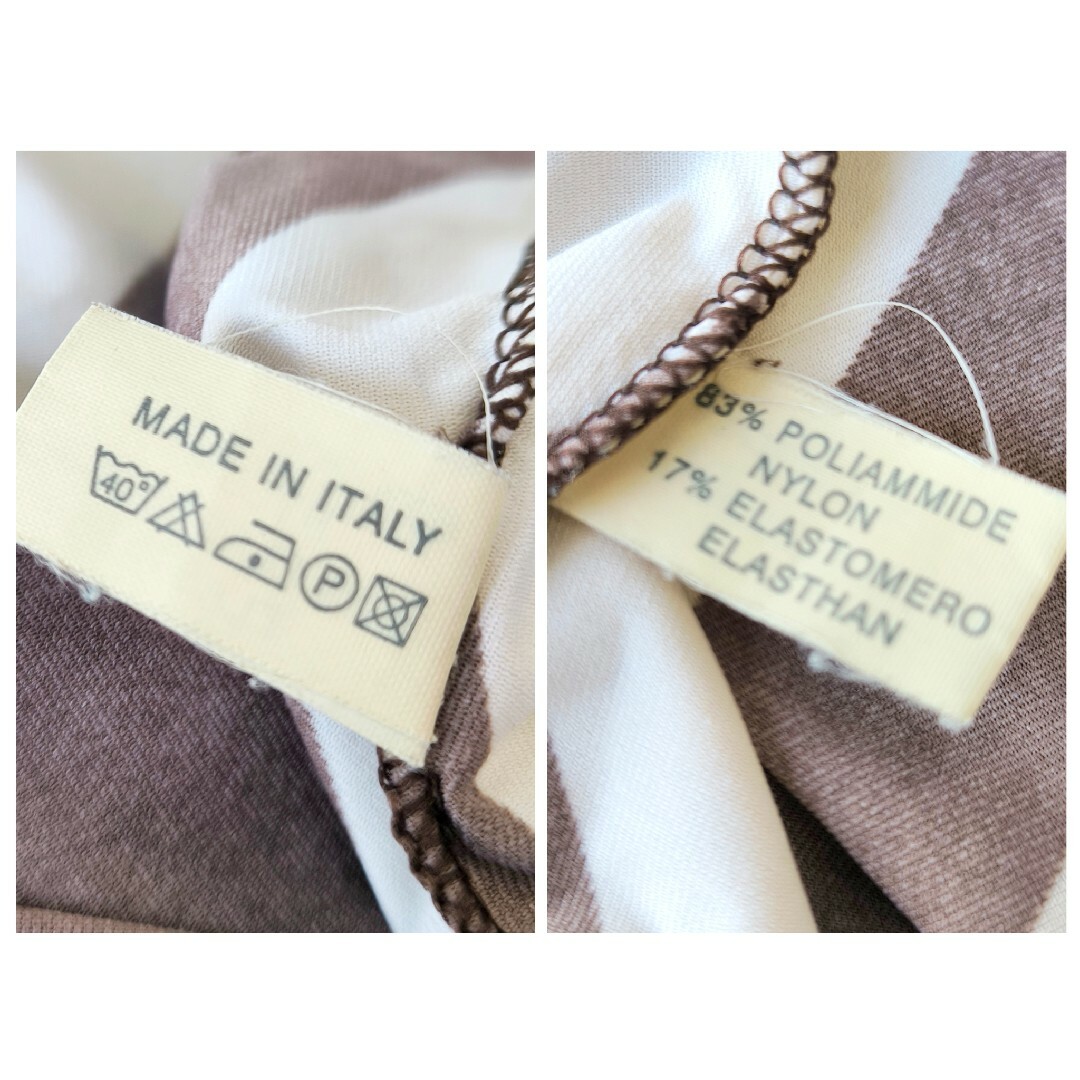 MADE IN ITALY
40°
P
83% POLIAMMIDE
NYLON
17% ELASTOMERO
ELASTHAN